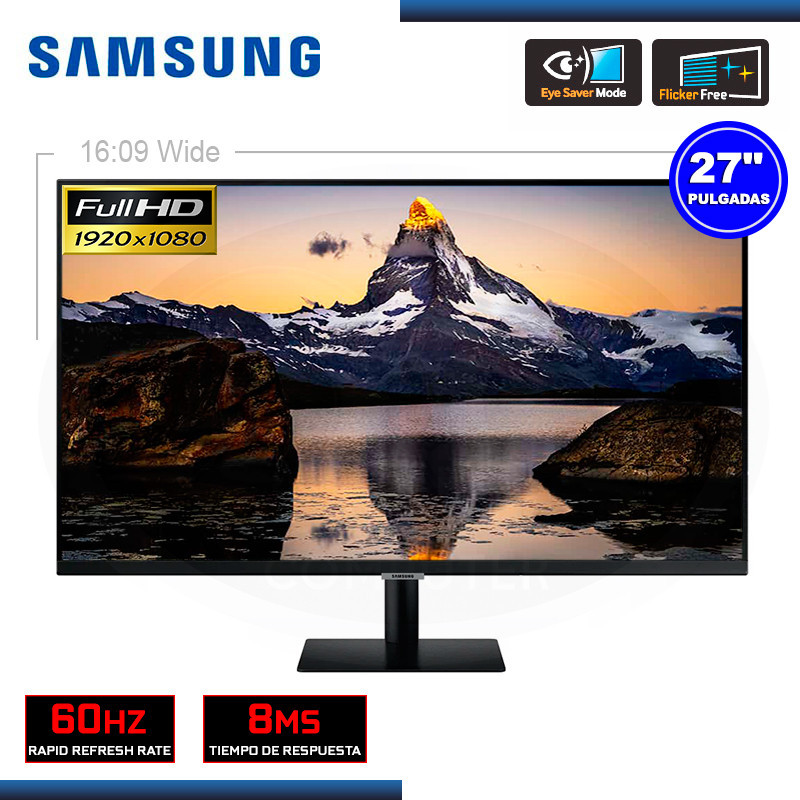 SAMSUNG
Eye Saver Mode
Flicker Free
16:09 Wide
27"
PULGADAS
Full HD
1920x1080
COMPUTER
SAMSUNG
60HZ
RAPID REFRESH RATE
8MS
TIEMPO DE RESPUESTA